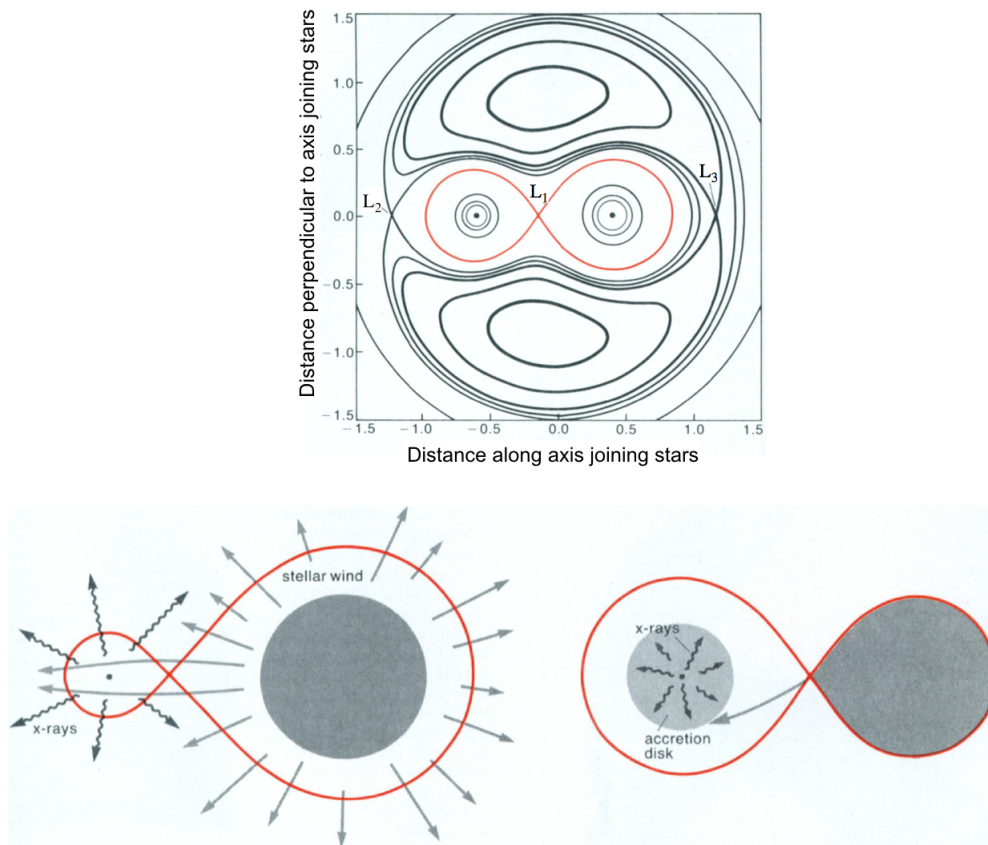 Distance perpendicular to axis joining stars
1.5
1.0
0.5
0.0
−0.5
−1.0
−1.5
L2
L1
L3
−1.5
−1.0
−0.5
0.0
0.5
1.0
1.5
Distance along axis joining stars
stellar wind
x-rays
x-rays
accretion
disk